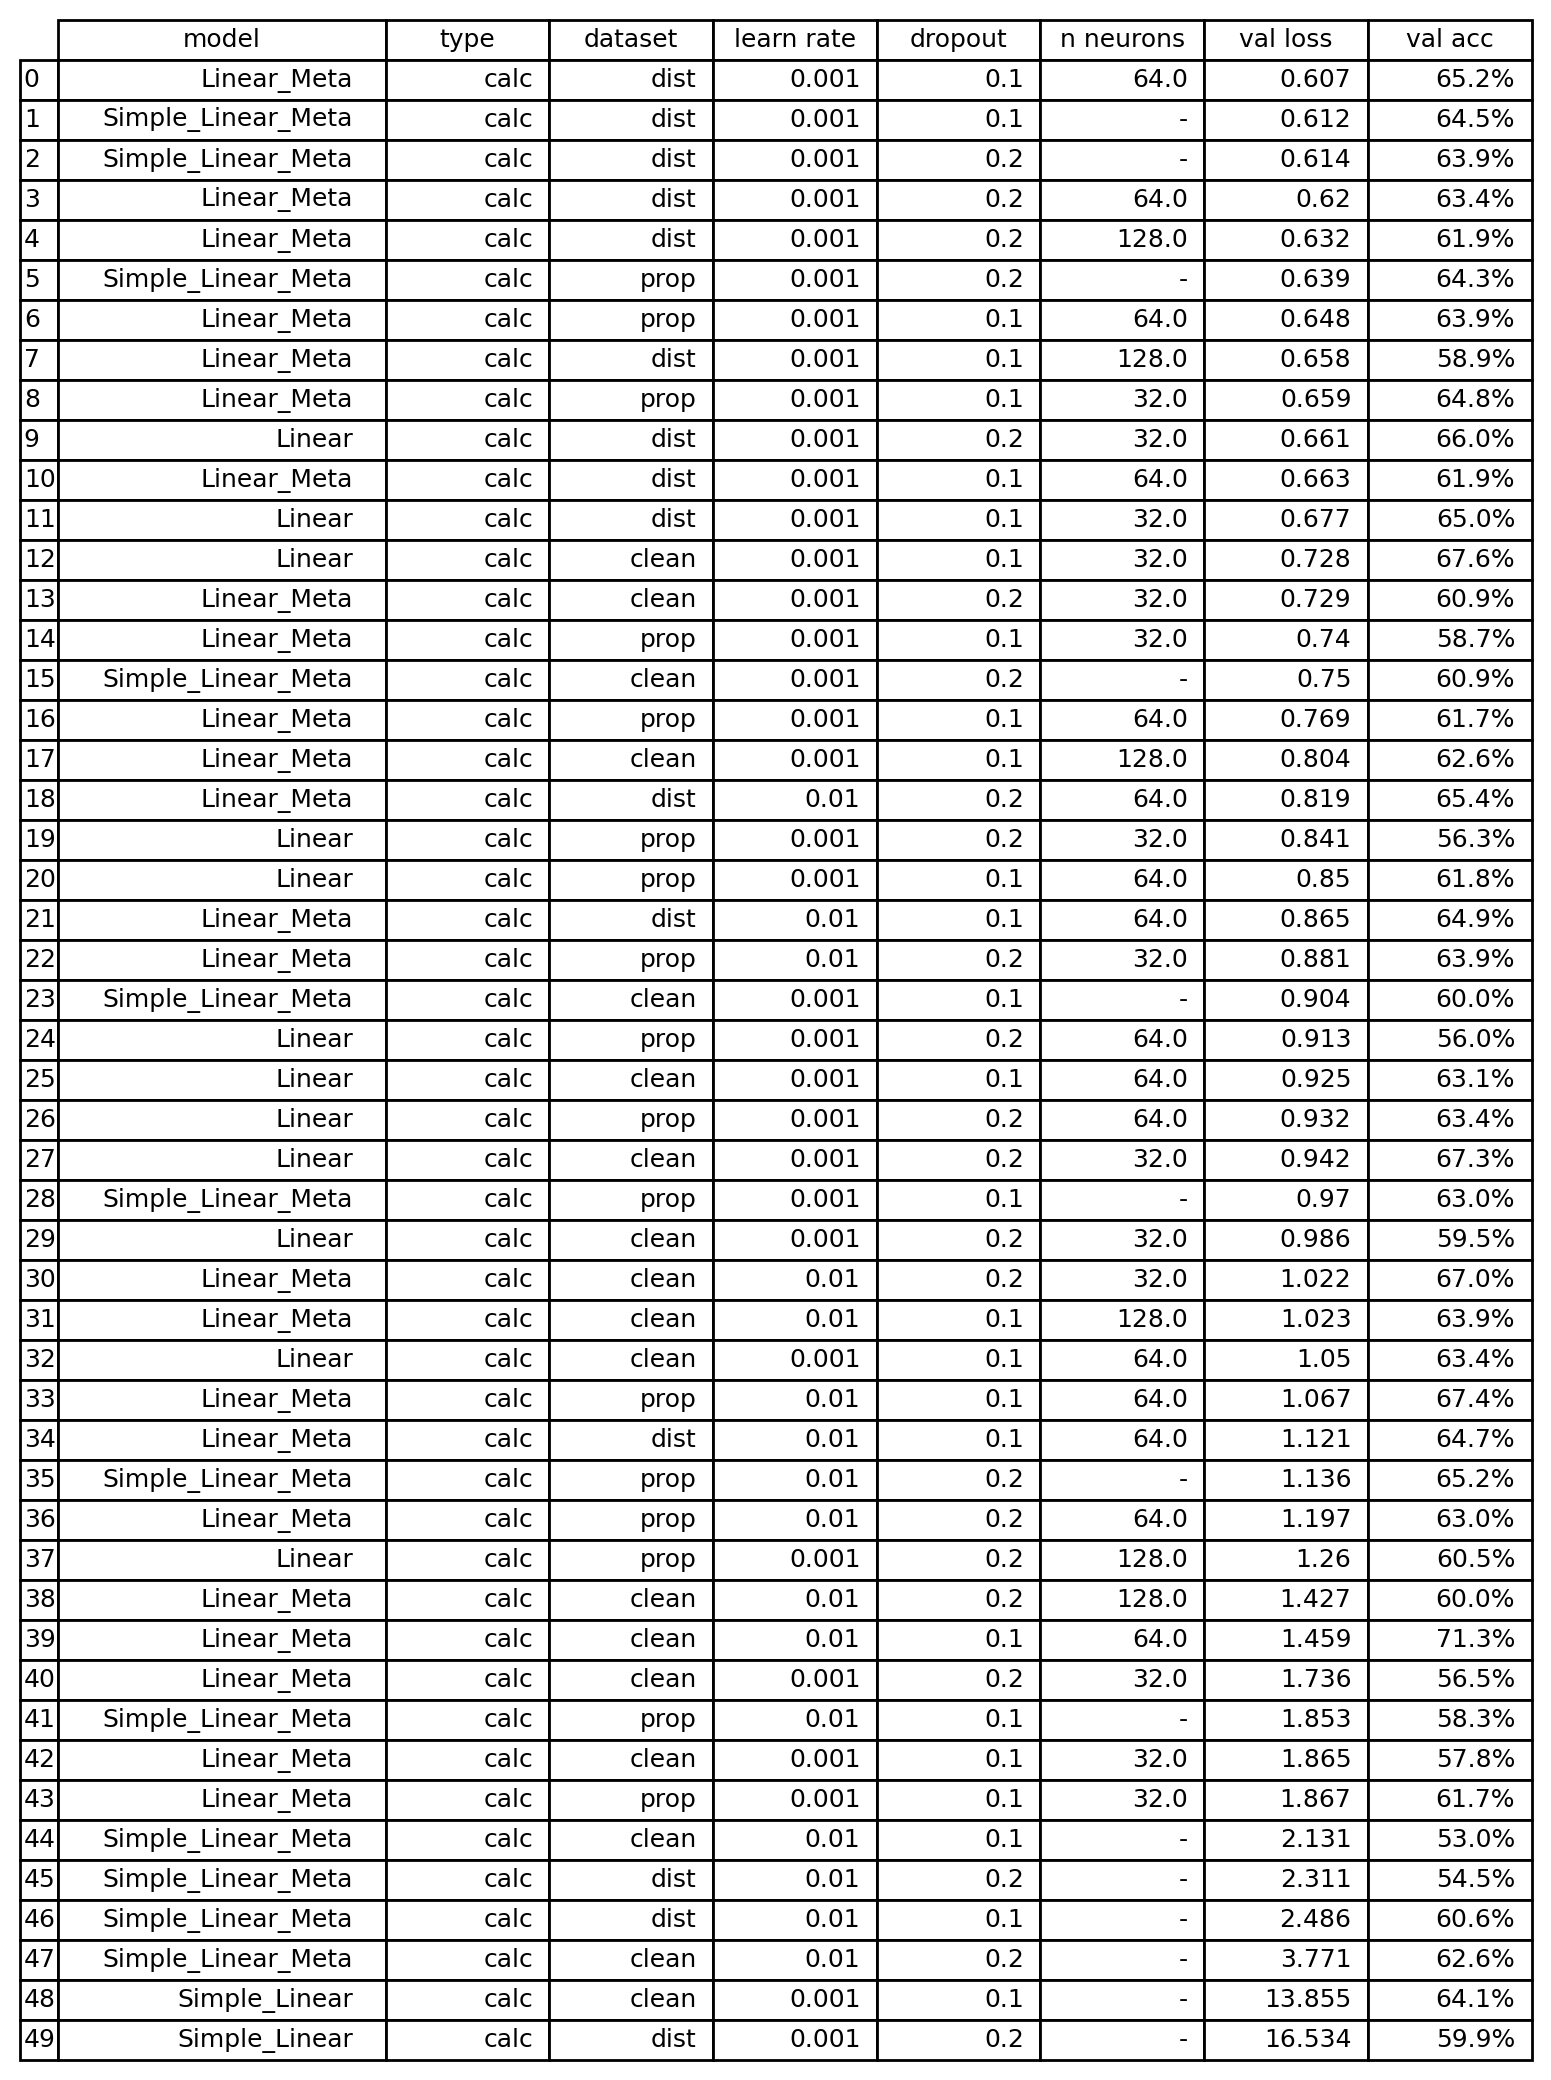 model type dataset learn rate dropout n neurons val loss val acc
0 Linear_Meta calc dist 0.001 0.1 64.0 0.607 65.2%
1 Simple_Linear_Meta calc dist 0.001 0.1 - 0.612 64.5%
2 Simple_Linear_Meta calc dist 0.001 0.2 - 0.614 63.9%
3 Linear_Meta calc dist 0.001 0.2 64.0 0.62 63.4%
4 Linear_Meta calc dist 0.001 0.2 128.0 0.632 61.9%
5 Simple_Linear_Meta calc prop 0.001 0.2 - 0.639 64.3%
6 Linear_Meta calc prop 0.001 0.1 64.0 0.648 63.9%
7 Linear_Meta calc dist 0.001 0.1 128.0 0.658 58.9%
8 Linear_Meta calc prop 0.001 0.1 32.0 0.659 64.8%
9 Linear calc dist 0.001 0.2 32.0 0.661 66.0%
10 Linear_Meta calc dist 0.001 0.1 64.0 0.663 61.9%
11 Linear calc dist 0.001 0.1 32.0 0.677 65.0%
12 Linear calc clean 0.001 0.1 32.0 0.728 67.6%
13 Linear_Meta calc clean 0.001 0.2 32.0 0.729 60.9%
14 Linear_Meta calc prop 0.001 0.1 32.0 0.74 58.7%
15 Simple_Linear_Meta calc clean 0.001 0.2 - 0.75 60.9%
16 Linear_Meta calc prop 0.001 0.1 64.0 0.769 61.7%
17 Linear_Meta calc clean 0.001 0.1 128.0 0.804 62.6%
18 Linear_Meta calc dist 0.01 0.2 64.0 0.819 65.4%
19 Linear calc prop 0.001 0.2 32.0 0.841 56.3%
20 Linear calc prop 0.001 0.1 64.0 0.85 61.8%
21 Linear_Meta calc dist 0.01 0.1 64.0 0.865 64.9%
22 Linear_Meta calc prop 0.01 0.2 32.0 0.881 63.9%
23 Simple_Linear_Meta calc clean 0.001 0.1 - 0.904 60.0%
24 Linear calc prop 0.001 0.2 64.0 0.913 56.0%
25 Linear calc clean 0.001 0.1 64.0 0.925 63.1%
26 Linear calc prop 0.001 0.2 64.0 0.932 63.4%
27 Linear calc clean 0.001 0.2 32.0 0.942 67.3%
28 Simple_Linear_Meta calc prop 0.001 0.1 - 0.97 63.0%
29 Linear calc clean 0.001 0.2 32.0 0.986 59.5%
30 Linear_Meta calc clean 0.01 0.2 32.0 1.022 67.0%
31 Linear_Meta calc clean 0.01 0.1 128.0 1.023 63.9%
32 Linear calc clean 0.001 0.1 64.0 1.05 63.4%
33 Linear_Meta calc prop 0.01 0.1 64.0 1.067 67.4%
34 Linear_Meta calc dist 0.01 0.1 64.0 1.121 64.7%
35 Simple_Linear_Meta calc prop 0.01 0.2 - 1.136 65.2%
36 Linear_Meta calc prop 0.01 0.2 64.0 1.197 63.0%
37 Linear calc prop 0.001 0.2 128.0 1.26 60.5%
38 Linear_Meta calc clean 0.01 0.2 128.0 1.427 60.0%
39 Linear_Meta calc clean 0.01 0.1 64.0 1.459 71.3%
40 Linear_Meta calc clean 0.001 0.2 32.0 1.736 56.5%
41 Simple_Linear_Meta calc prop 0.01 0.1 - 1.853 58.3%
42 Linear_Meta calc clean 0.001 0.1 32.0 1.865 57.8%
43 Linear_Meta calc prop 0.001 0.1 32.0 1.867 61.7%
44 Simple_Linear_Meta calc clean 0.01 0.1 - 2.131 53.0%
45 Simple_Linear_Meta calc dist 0.01 0.2 - 2.311 54.5%
46 Simple_Linear_Meta calc dist 0.01 0.1 - 2.486 60.6%
47 Simple_Linear_Meta calc clean 0.01 0.2 - 3.771 62.6%
48 Simple_Linear calc clean 0.001 0.1 - 13.855 64.1%
49 Simple_Linear calc dist 0.001 0.2 - 16.534 59.9%